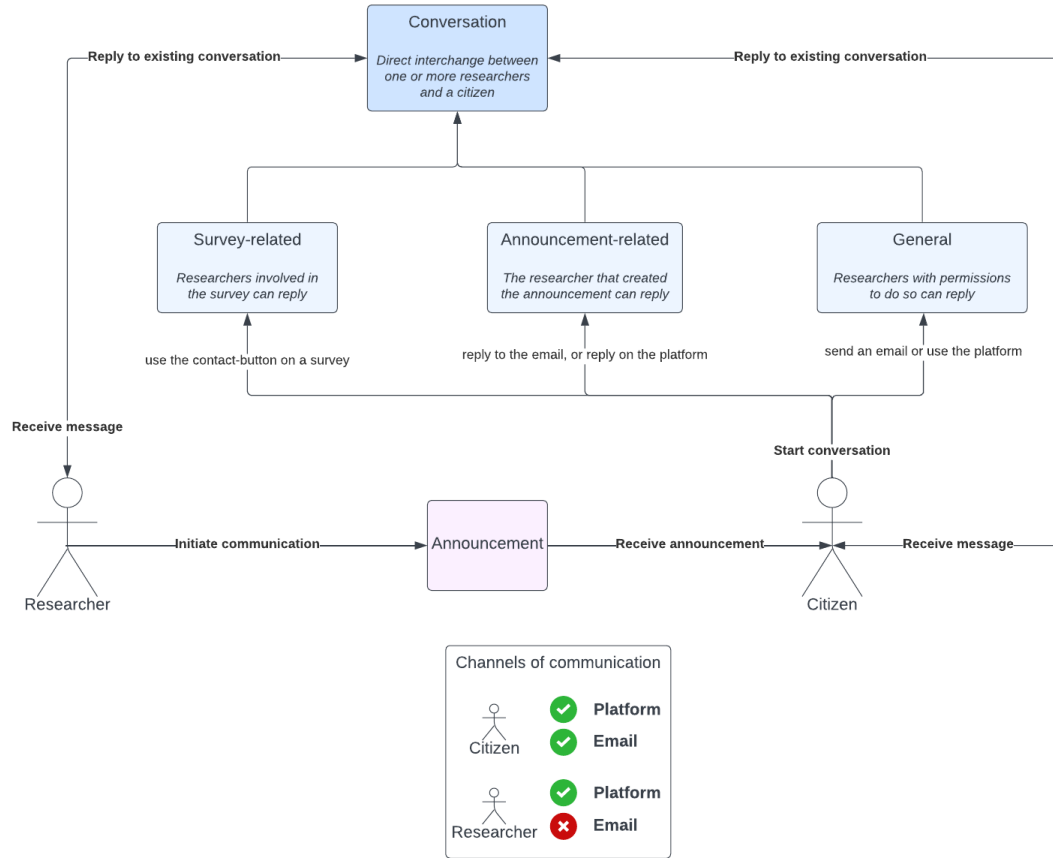 Conversation
Direct interchange between
one or more researchers
and a citizen
Reply to existing conversation
Reply to existing conversation
Survey-related
Researchers involved in
the survey can reply
Announcement-related
The researcher that created
the announcement can reply
General
Researchers with permissions
to do so can reply
use the contact-button on a survey
reply to the email, or reply on the platform
send an email or use the platform
Receive message
Start conversation
Initiate communication
Announcement
Receive announcement
Receive message
Researcher
Citizen
Channels of communication
Platform
Email
Citizen
Platform
Email
Researcher